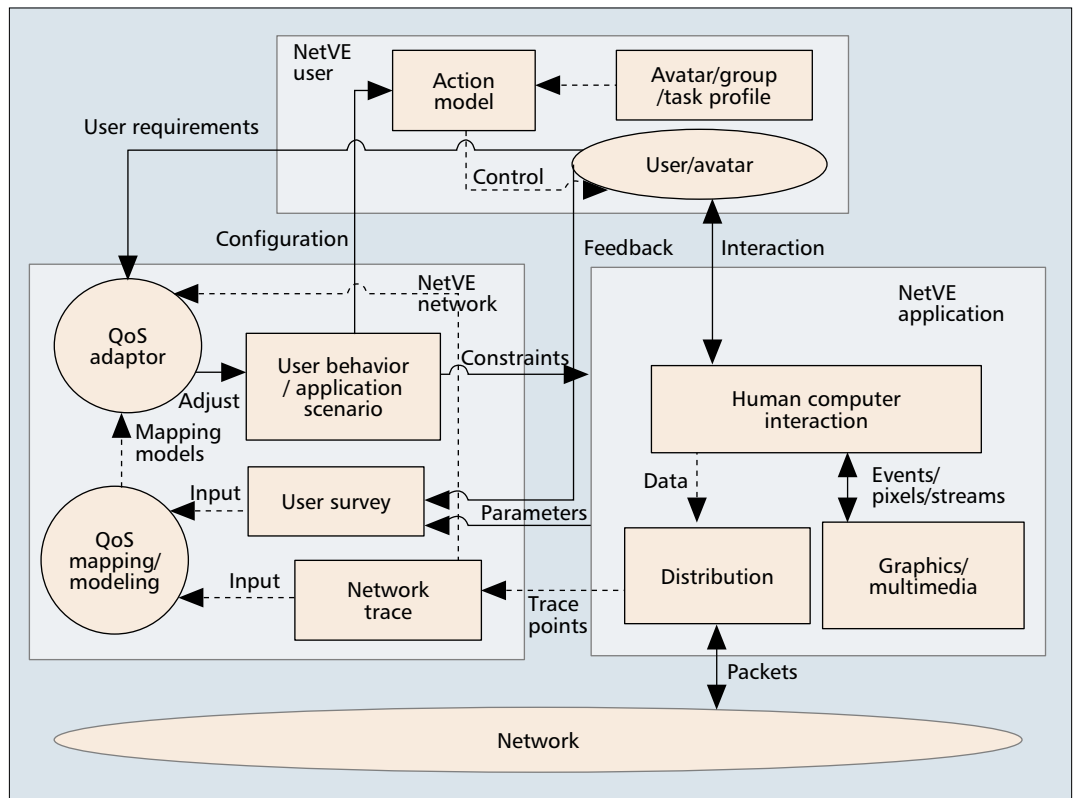 NetVE
user
Action
model
Avatar/group
/task profile
User requirements
User/avatar
Control
Configuration
Feedback
Interaction
NetVE
network
NetVE
application
QoS
adaptor
User behavior
/ application
scenario
Constraints
Adjust
Human computer
interaction
Mapping
models
Data
Events/
pixels/streams
Input
User survey
Parameters
QoS
mapping/
modeling
Input
Network
trace
Trace
points
Distribution
Graphics/
multimedia
Packets
Network